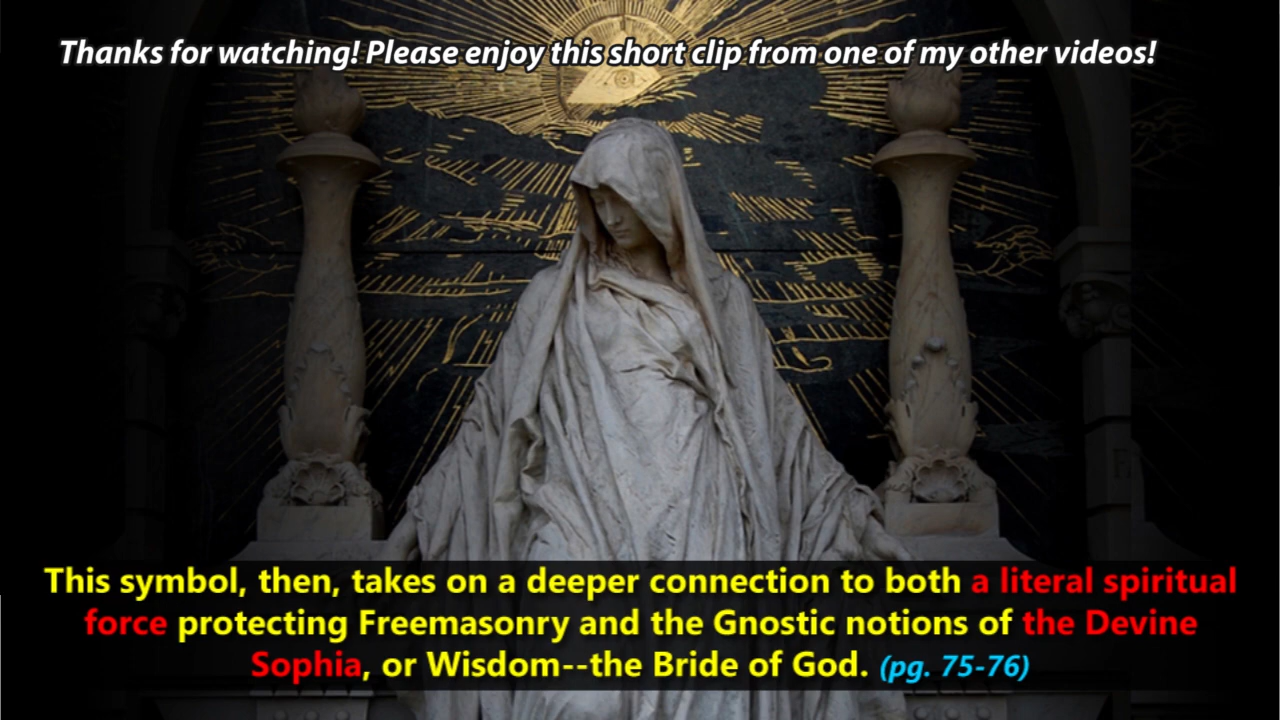 Thanks for watching! Please enjoy this short clip from one of my other videos!
This symbol, then, takes on a deeper connection to both a literal spiritual
force protecting Freemasonry and the Gnostic notions of the Devine
Sophia, or Wisdom--the Bride of God. (pg. 75-76)